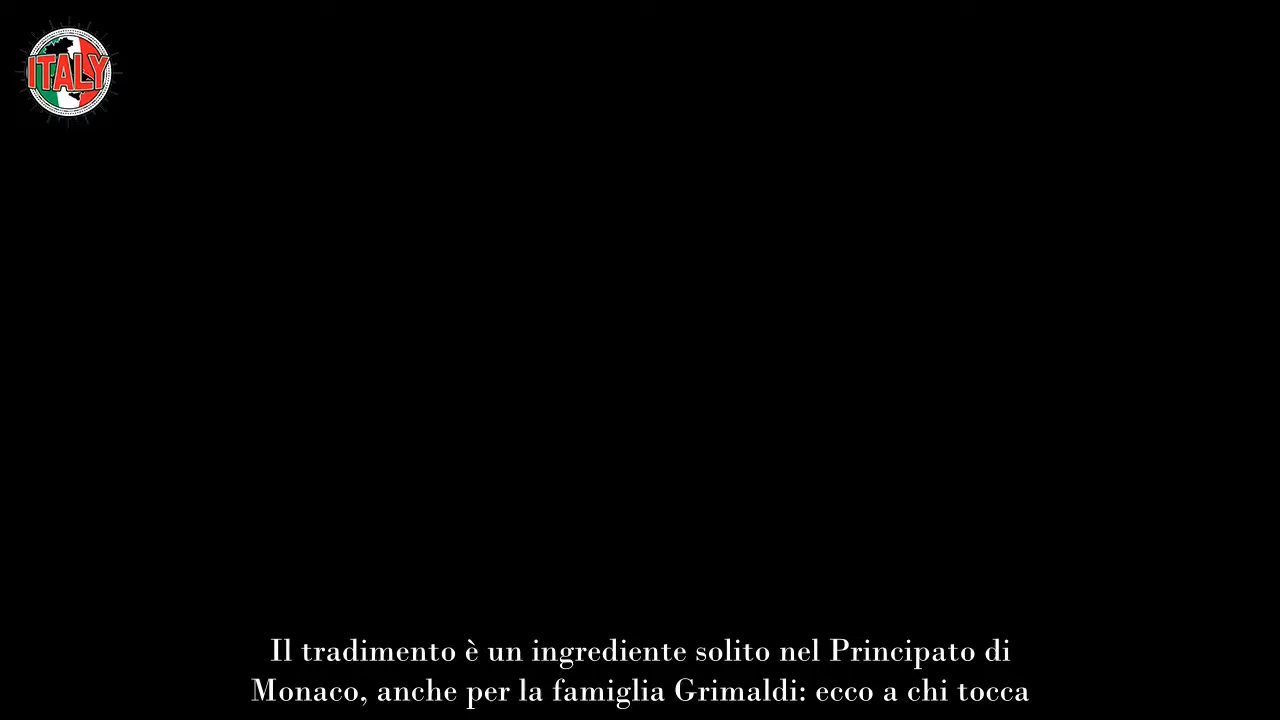 ITALY
Il tradimento è un ingrediente solito nel Principato di
Monaco, anche per la famiglia Grimaldi: ecco a chi tocca